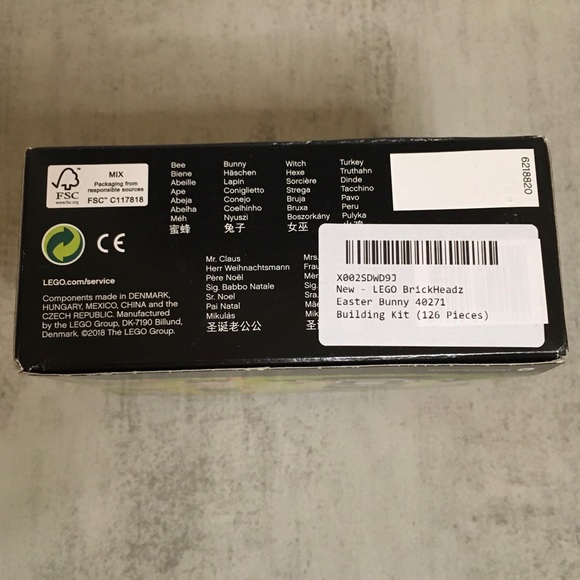 FSC
www.fsc.org
MIX
Packaging from
responsible sources
FSC™ C117818
CE
LEGO.com/service
Components made in DENMARK,
HUNGARY, MEXICO, CHINA and the
CZECH REPUBLIC. Manufactured
by the LEGO Group, DK-7190 Billund,
Denmark. ©2018 The LEGO Group.
Bee
Biene
Abeille
Ape
Abeja
Abelha
Méh
蜜蜂
Bunny
Häschen
Lapin
Coniglietto
Conejo
Coelhinho
Nyuszi
兔子
Witch
Hexe
Sorcière
Strega
Bruja
Bruxa
Boszorkány
女巫
Turkey
Truthahn
Dinde
Tacchino
Pavo
Peru
Pulyka
Mr. Claus
Herr Weihnachtsmann
Père Noël
Sig. Babbo Natale
Sr. Noel
Pai Natal
Mikulás
圣诞老公公
Mrs.
Sig.
圣诞
6218820
X002SDWD9J
New - LEGO BrickHeadz
Easter Bunny 40271
Building Kit (126 Pieces)